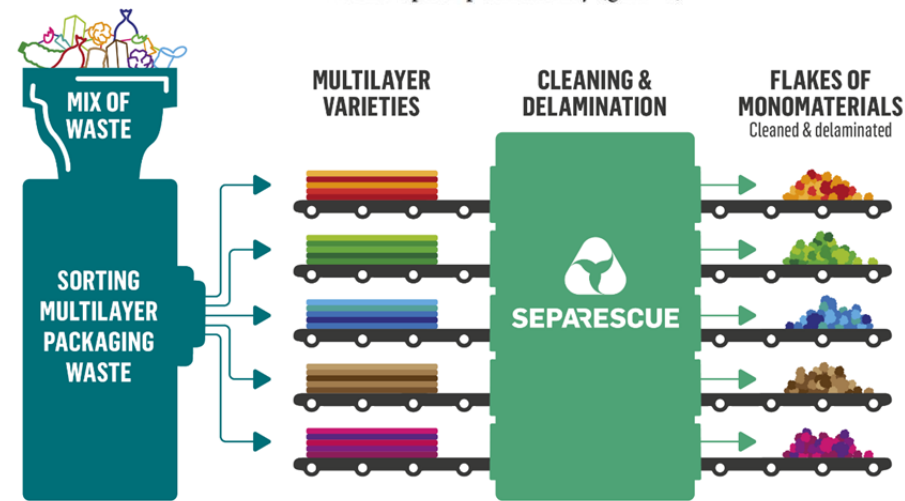 MULTILAYER
VARIETIES
CLEANING &
DELAMINATION
FLAKES OF
MONOMATERIALS
Cleaned & delaminated
MIX OF
WASTE
SORTING
MULTILAYER
PACKAGING
WASTE
SEPARESCUE